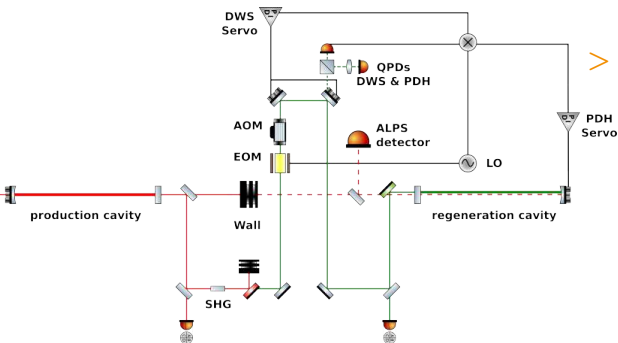 DWS
Servo
QPDs
DWS & PDH
>
AOM
ALPS
detector
PDH
Servo
EOM
LO
production cavity
Wall
regeneration cavity
SHG